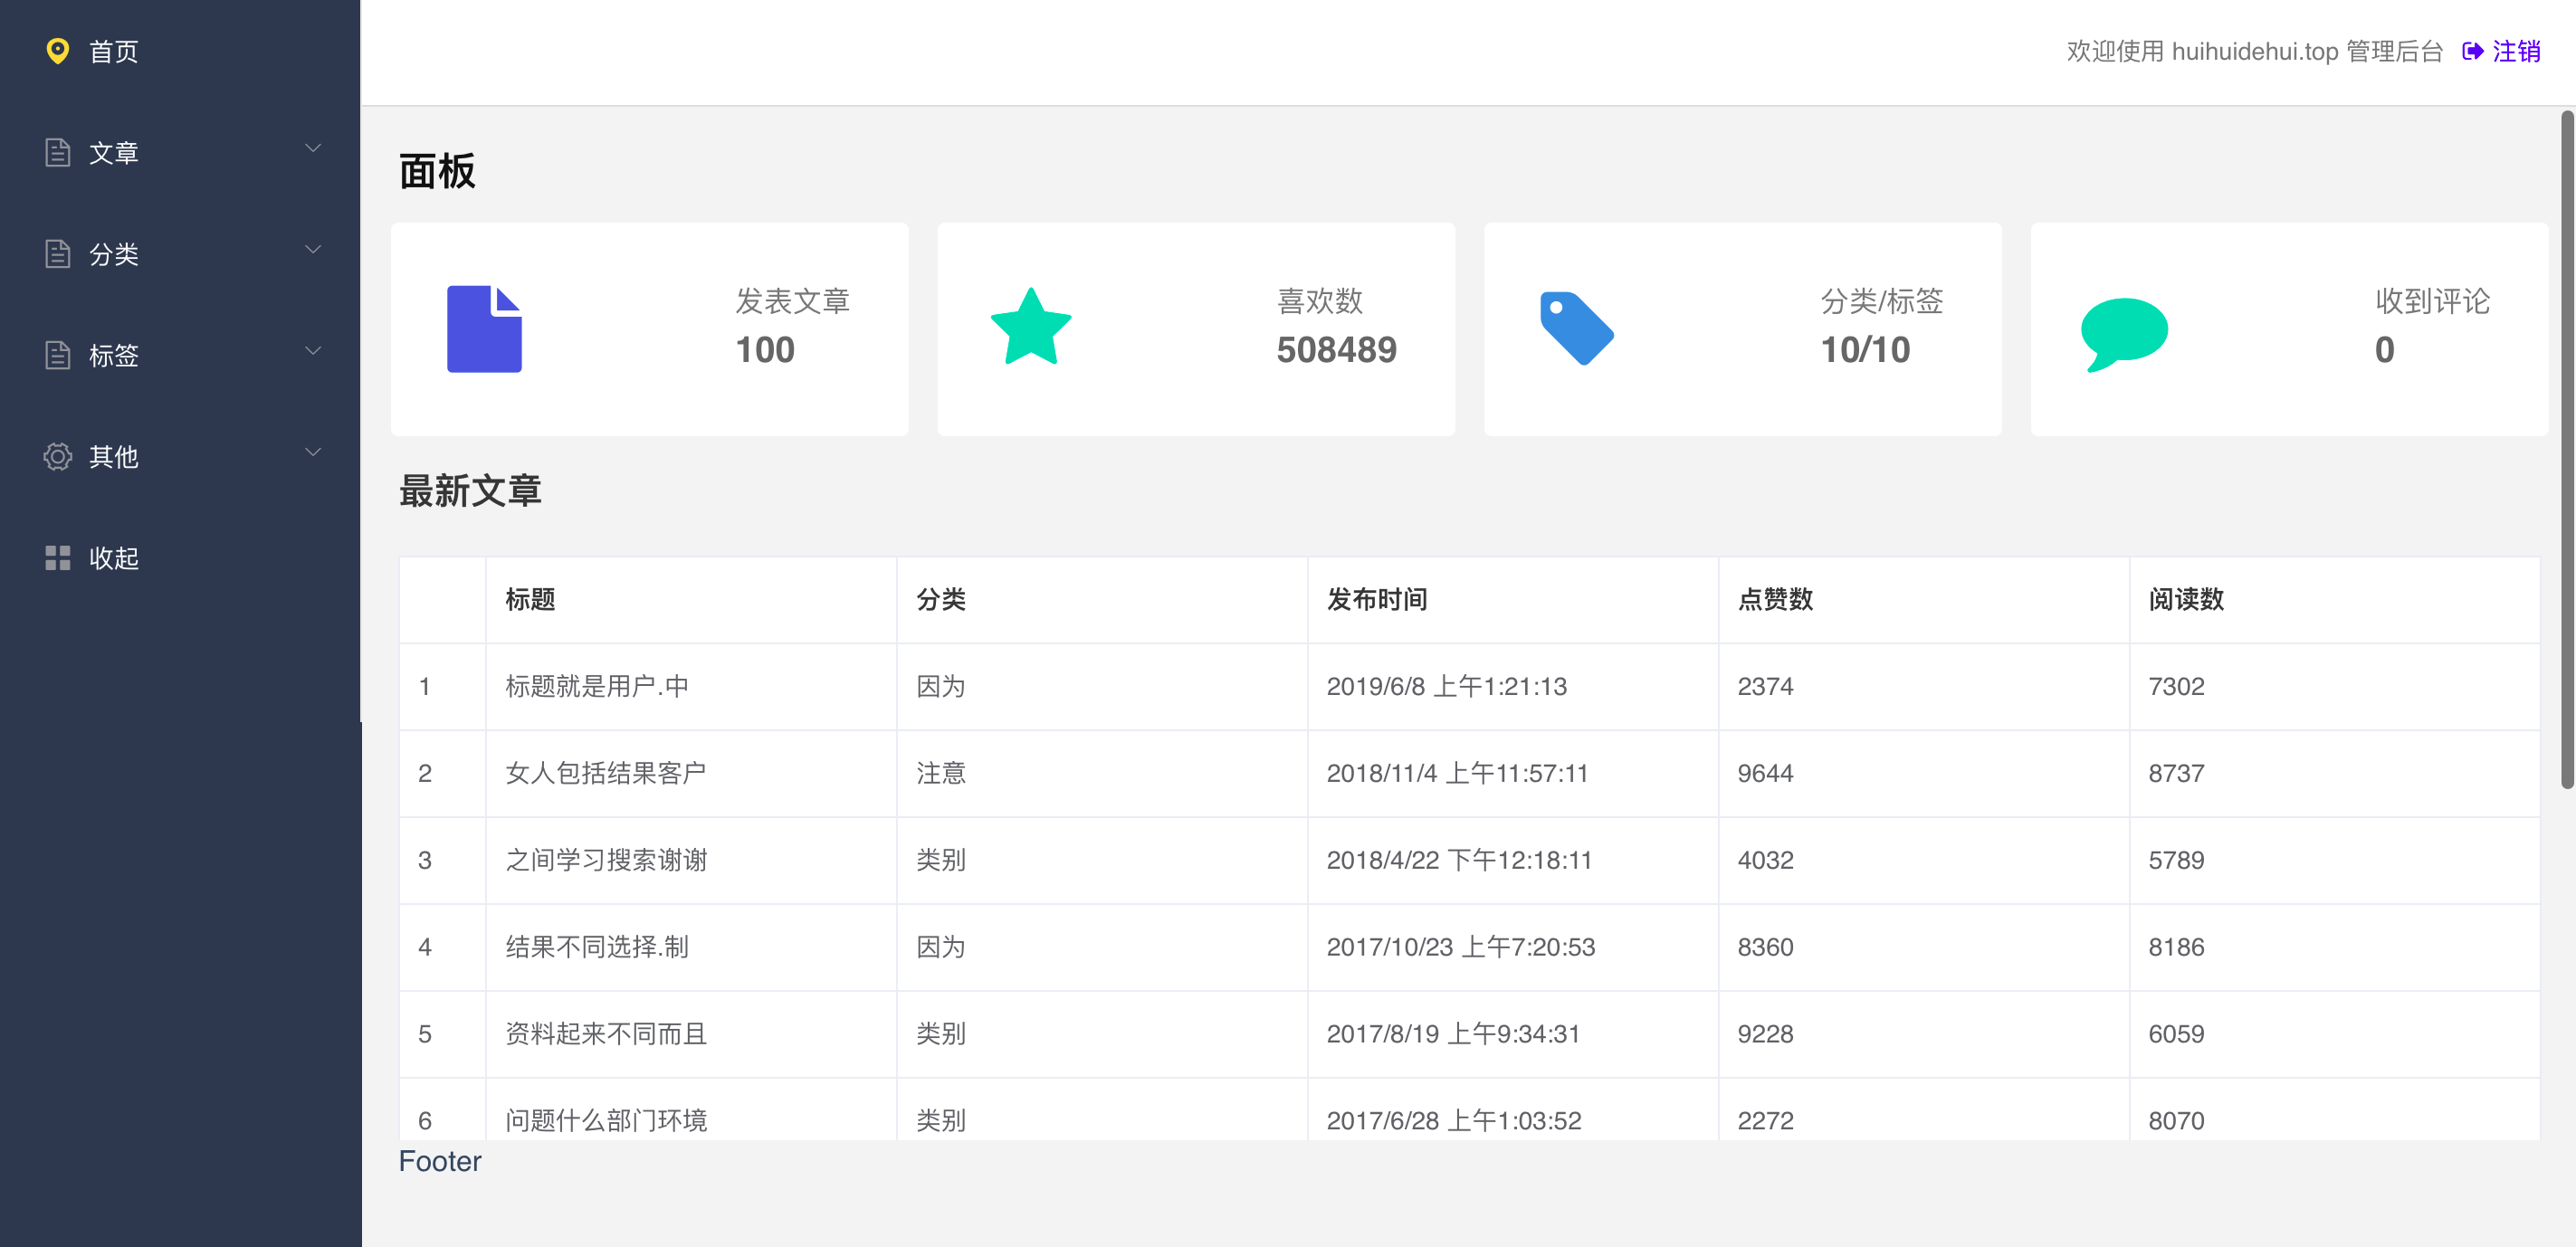 首页
文章
分类
标签
其他
收起
欢迎使用 huihuidehui.top 管理后台 注销
面板
发表文章
100
喜欢数
508489
分类/标签
10/10
收到评论
0
最新文章
标题 分类 发布时间 点赞数 阅读数
1 标题就是用户.中 因为 2019/6/8 上午1:21:13 2374 7302
2 女人包括结果客户 注意 2018/11/4 上午11:57:11 9644 8737
3 之间学习搜索谢谢 类别 2018/4/22 下午12:18:11 4032 5789
4 结果不同选择.制 因为 2017/10/23 上午7:20:53 8360 8186
5 资料起来不同而且 类别 2017/8/19 上午9:34:31 9228 6059
6 问题什么部门环境 类别 2017/6/28 上午1:03:52 2272 8070
Footer